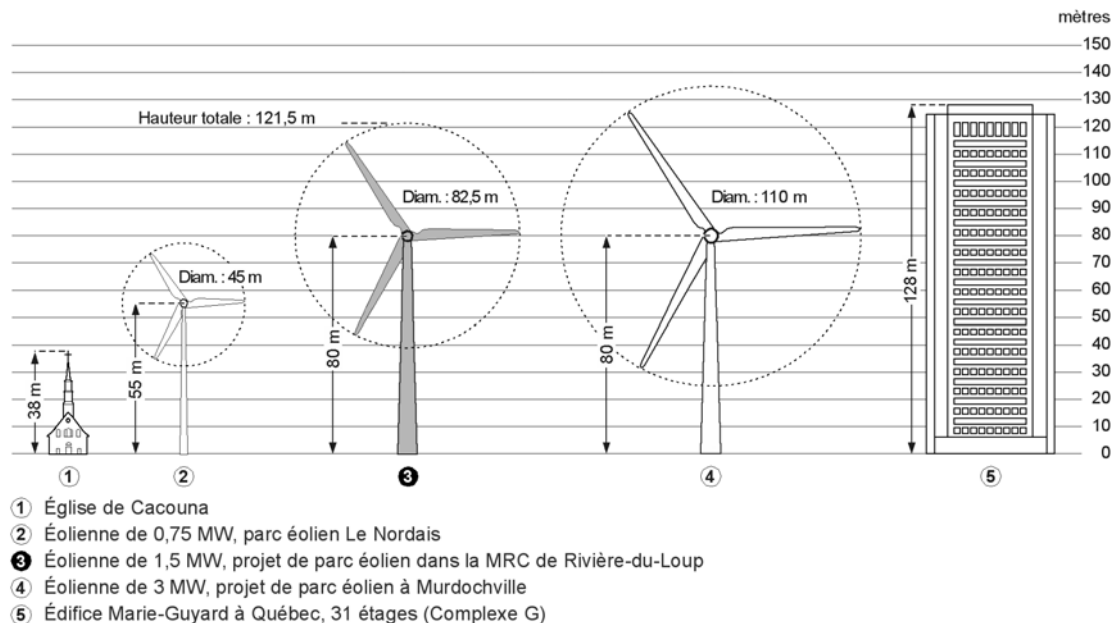 mètres
150
140
130
120
110
100
90
80
70
60
50
40
30
20
10
0
Hauteur totale : 121,5 m
Diam. : 45 m
Diam. : 82,5 m
Diam. : 110 m
38 m
55 m
80 m
80 m
128 m
1
2
3
4
5
1 Église de Cacouna
2 Éolienne de 0,75 MW, parc éolien Le Nordais
3 Éolienne de 1,5 MW, projet de parc éolien dans la MRC de Rivière-du-Loup
4 Éolienne de 3 MW, projet de parc éolien à Murdochville
5 Édifice Marie-Guyard à Québec, 31 étages (Complexe G)